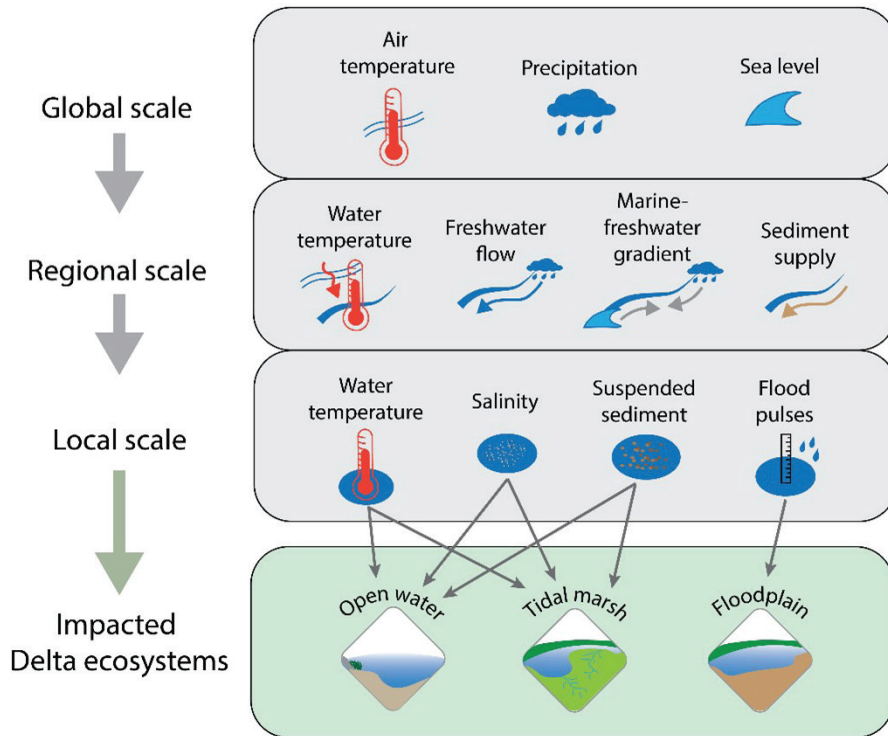 Global scale
Air
temperature
Precipitation
Sea level
Regional scale
Water
temperature
Freshwater
flow
Marine-
freshwater
gradient
Sediment
supply
Local scale
Water
temperature
Salinity
Suspended
sediment
Flood
pulses
Impacted
Delta ecosystems
Open water
Tidal marsh
Floodplain